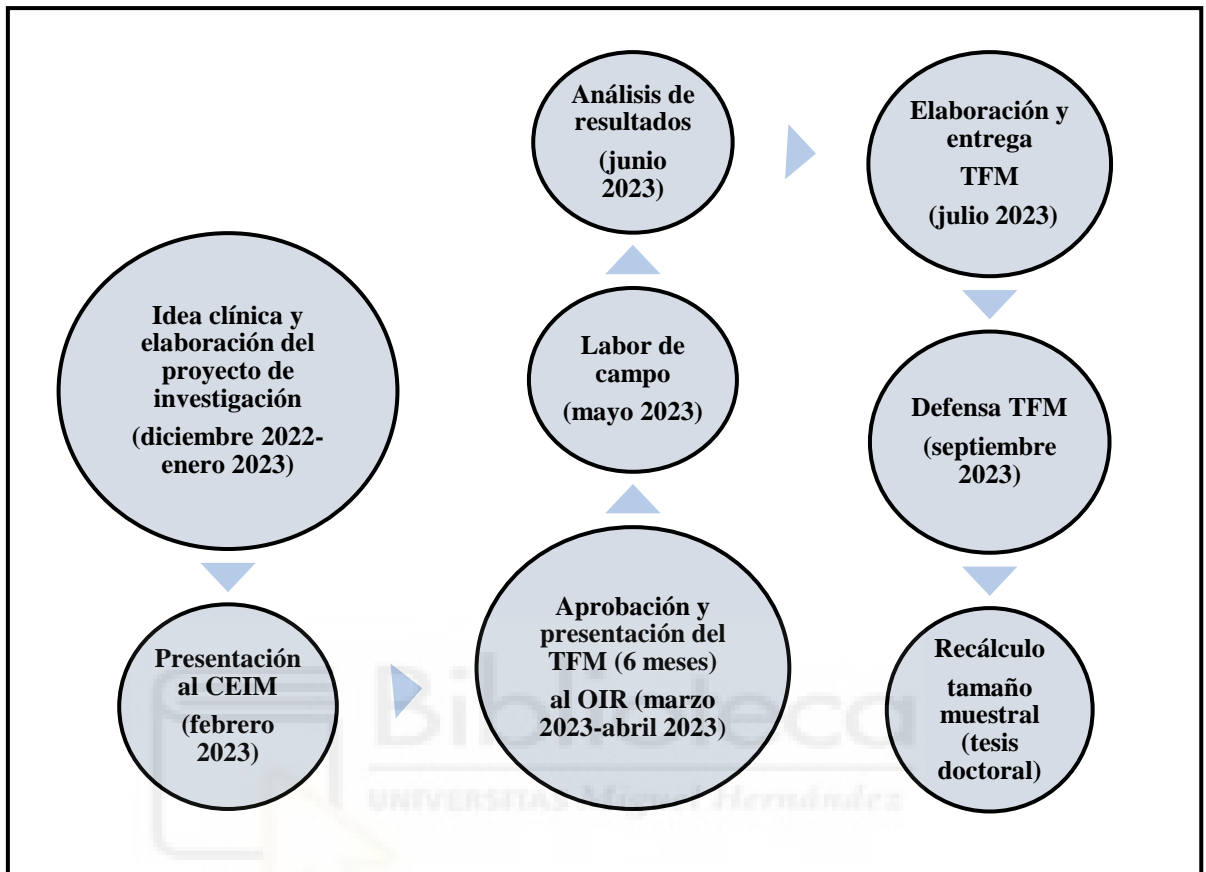 Idea clínica y
elaboración del
proyecto de
investigación
(diciembre 2022-
enero 2023)
Presentación
al CEIM
(febrero
2023)
Aprobación y
presentación del
TFM (6 meses)
al OIR (marzo
2023-abril 2023)
Labor de
campo
(mayo 2023)
Análisis de
resultados
(junio
2023)
Elaboración y
entrega
TFM
(julio 2023)
Defensa TFM
(septiembre
2023)
Recálculo
tamaño
muestral
(tesis
doctoral)
Biblioteca
UNIVERSITAS Miguel Hernández